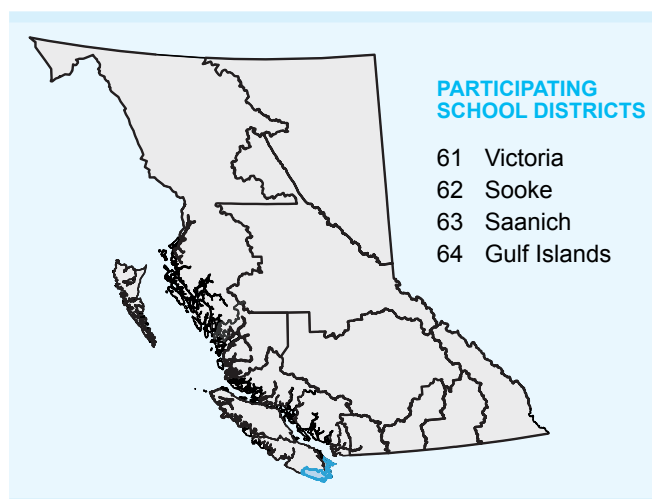 PARTICIPATING
SCHOOL DISTRICTS
61 Victoria
62 Sooke
63 Saanich
64 Gulf Islands